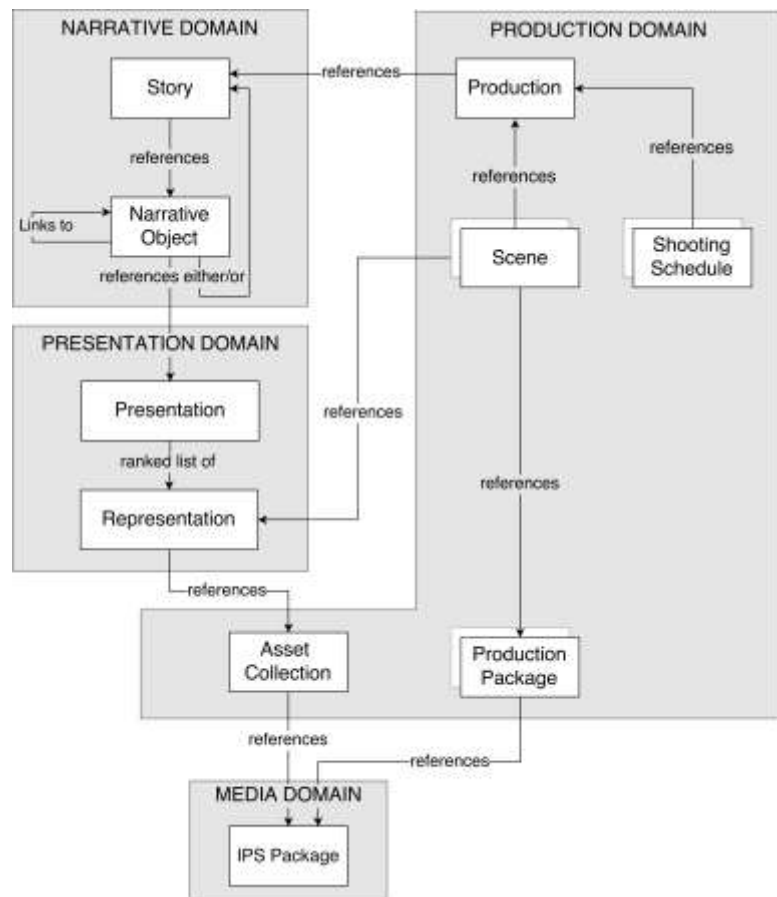 NARRATIVE DOMAIN
PRODUCTION DOMAIN
Story
references
Production
references
references
references
Links to
Narrative
Object
Scene
Shooting
Schedule
references either/or
PRESENTATION DOMAIN
Presentation
references
ranked list of
references
Representation
references
Asset
Collection
Production
Package
references
references
MEDIA DOMAIN
IPS Package